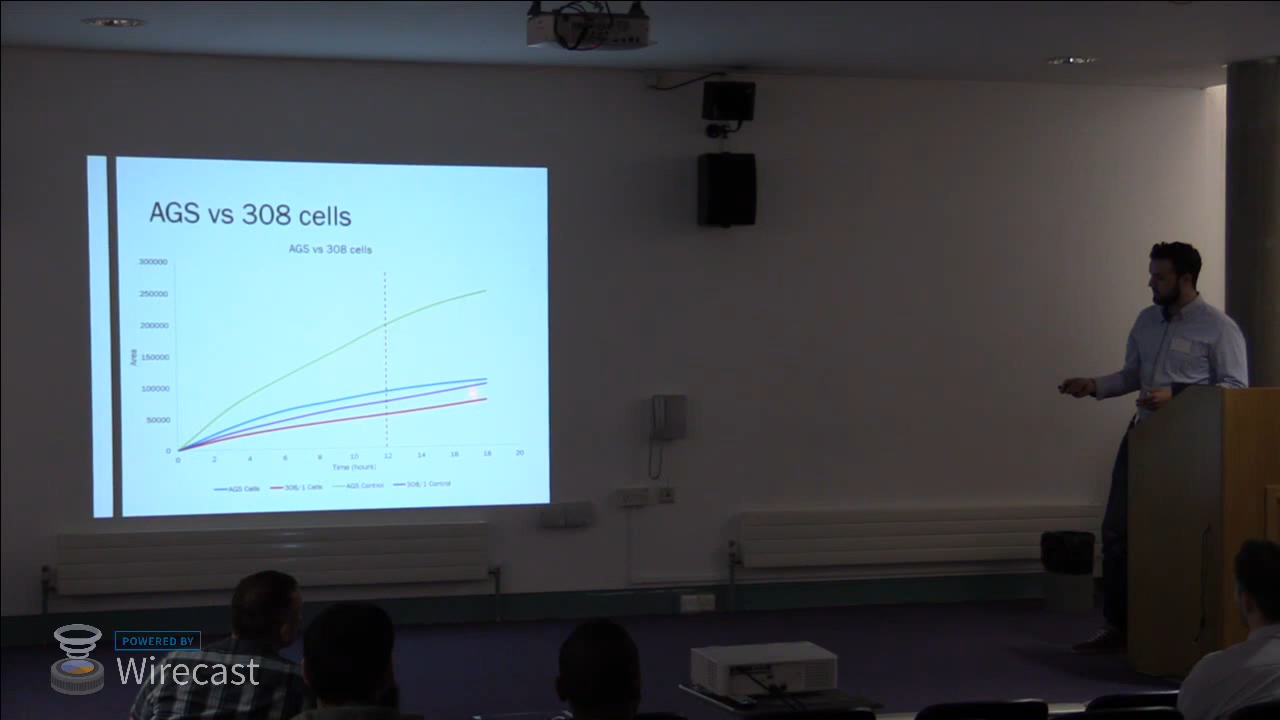 AGS vs 308 cells
AGS vs 308 cells
300000
250000
200000
150000
100000
50000
0
Area
0 2 4 6 8 10 12 14 16 18 20
Time (hours)
AGS Cells 308/1 Cells AGS Control 308/1 Control
POWERED BY
Wirecast